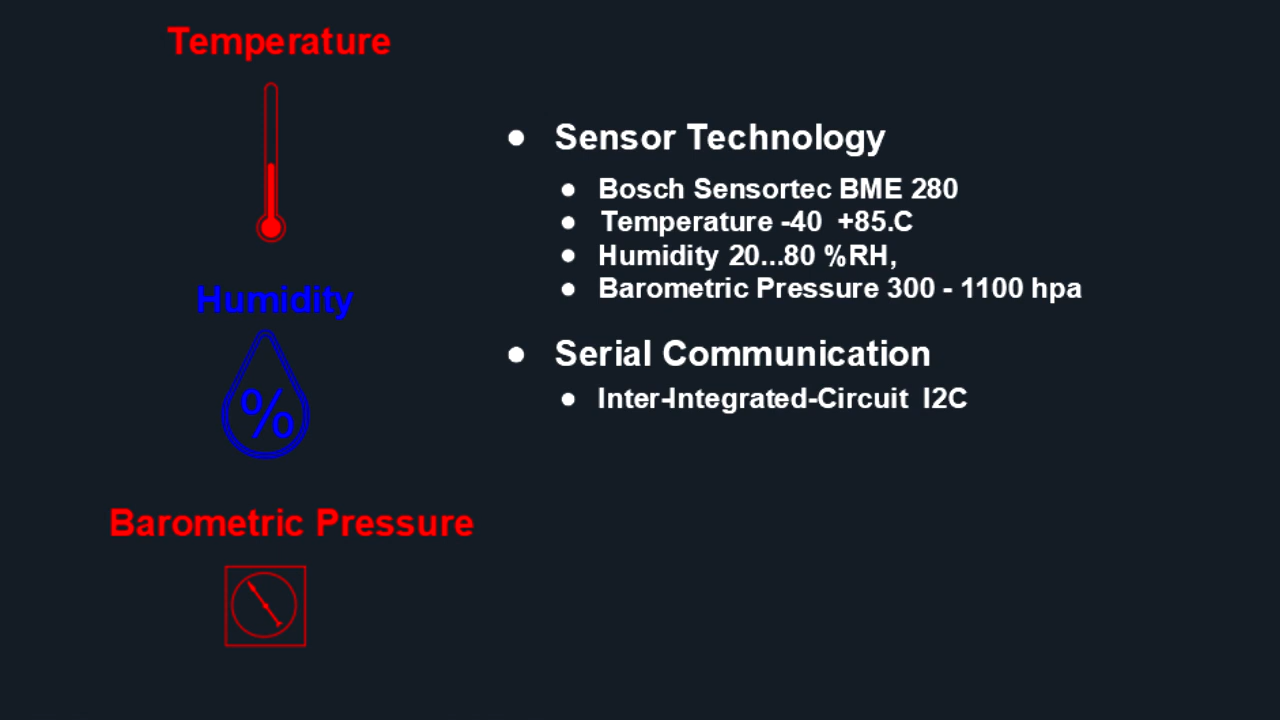 Temperature
Humidity
%
Barometric Pressure
● Sensor Technology
● Bosch Sensortec BME 280
● Temperature -40  +85.C
● Humidity 20...80 %RH,
● Barometric Pressure 300 - 1100 hpa
● Serial Communication
● Inter-Integrated-Circuit  I2C